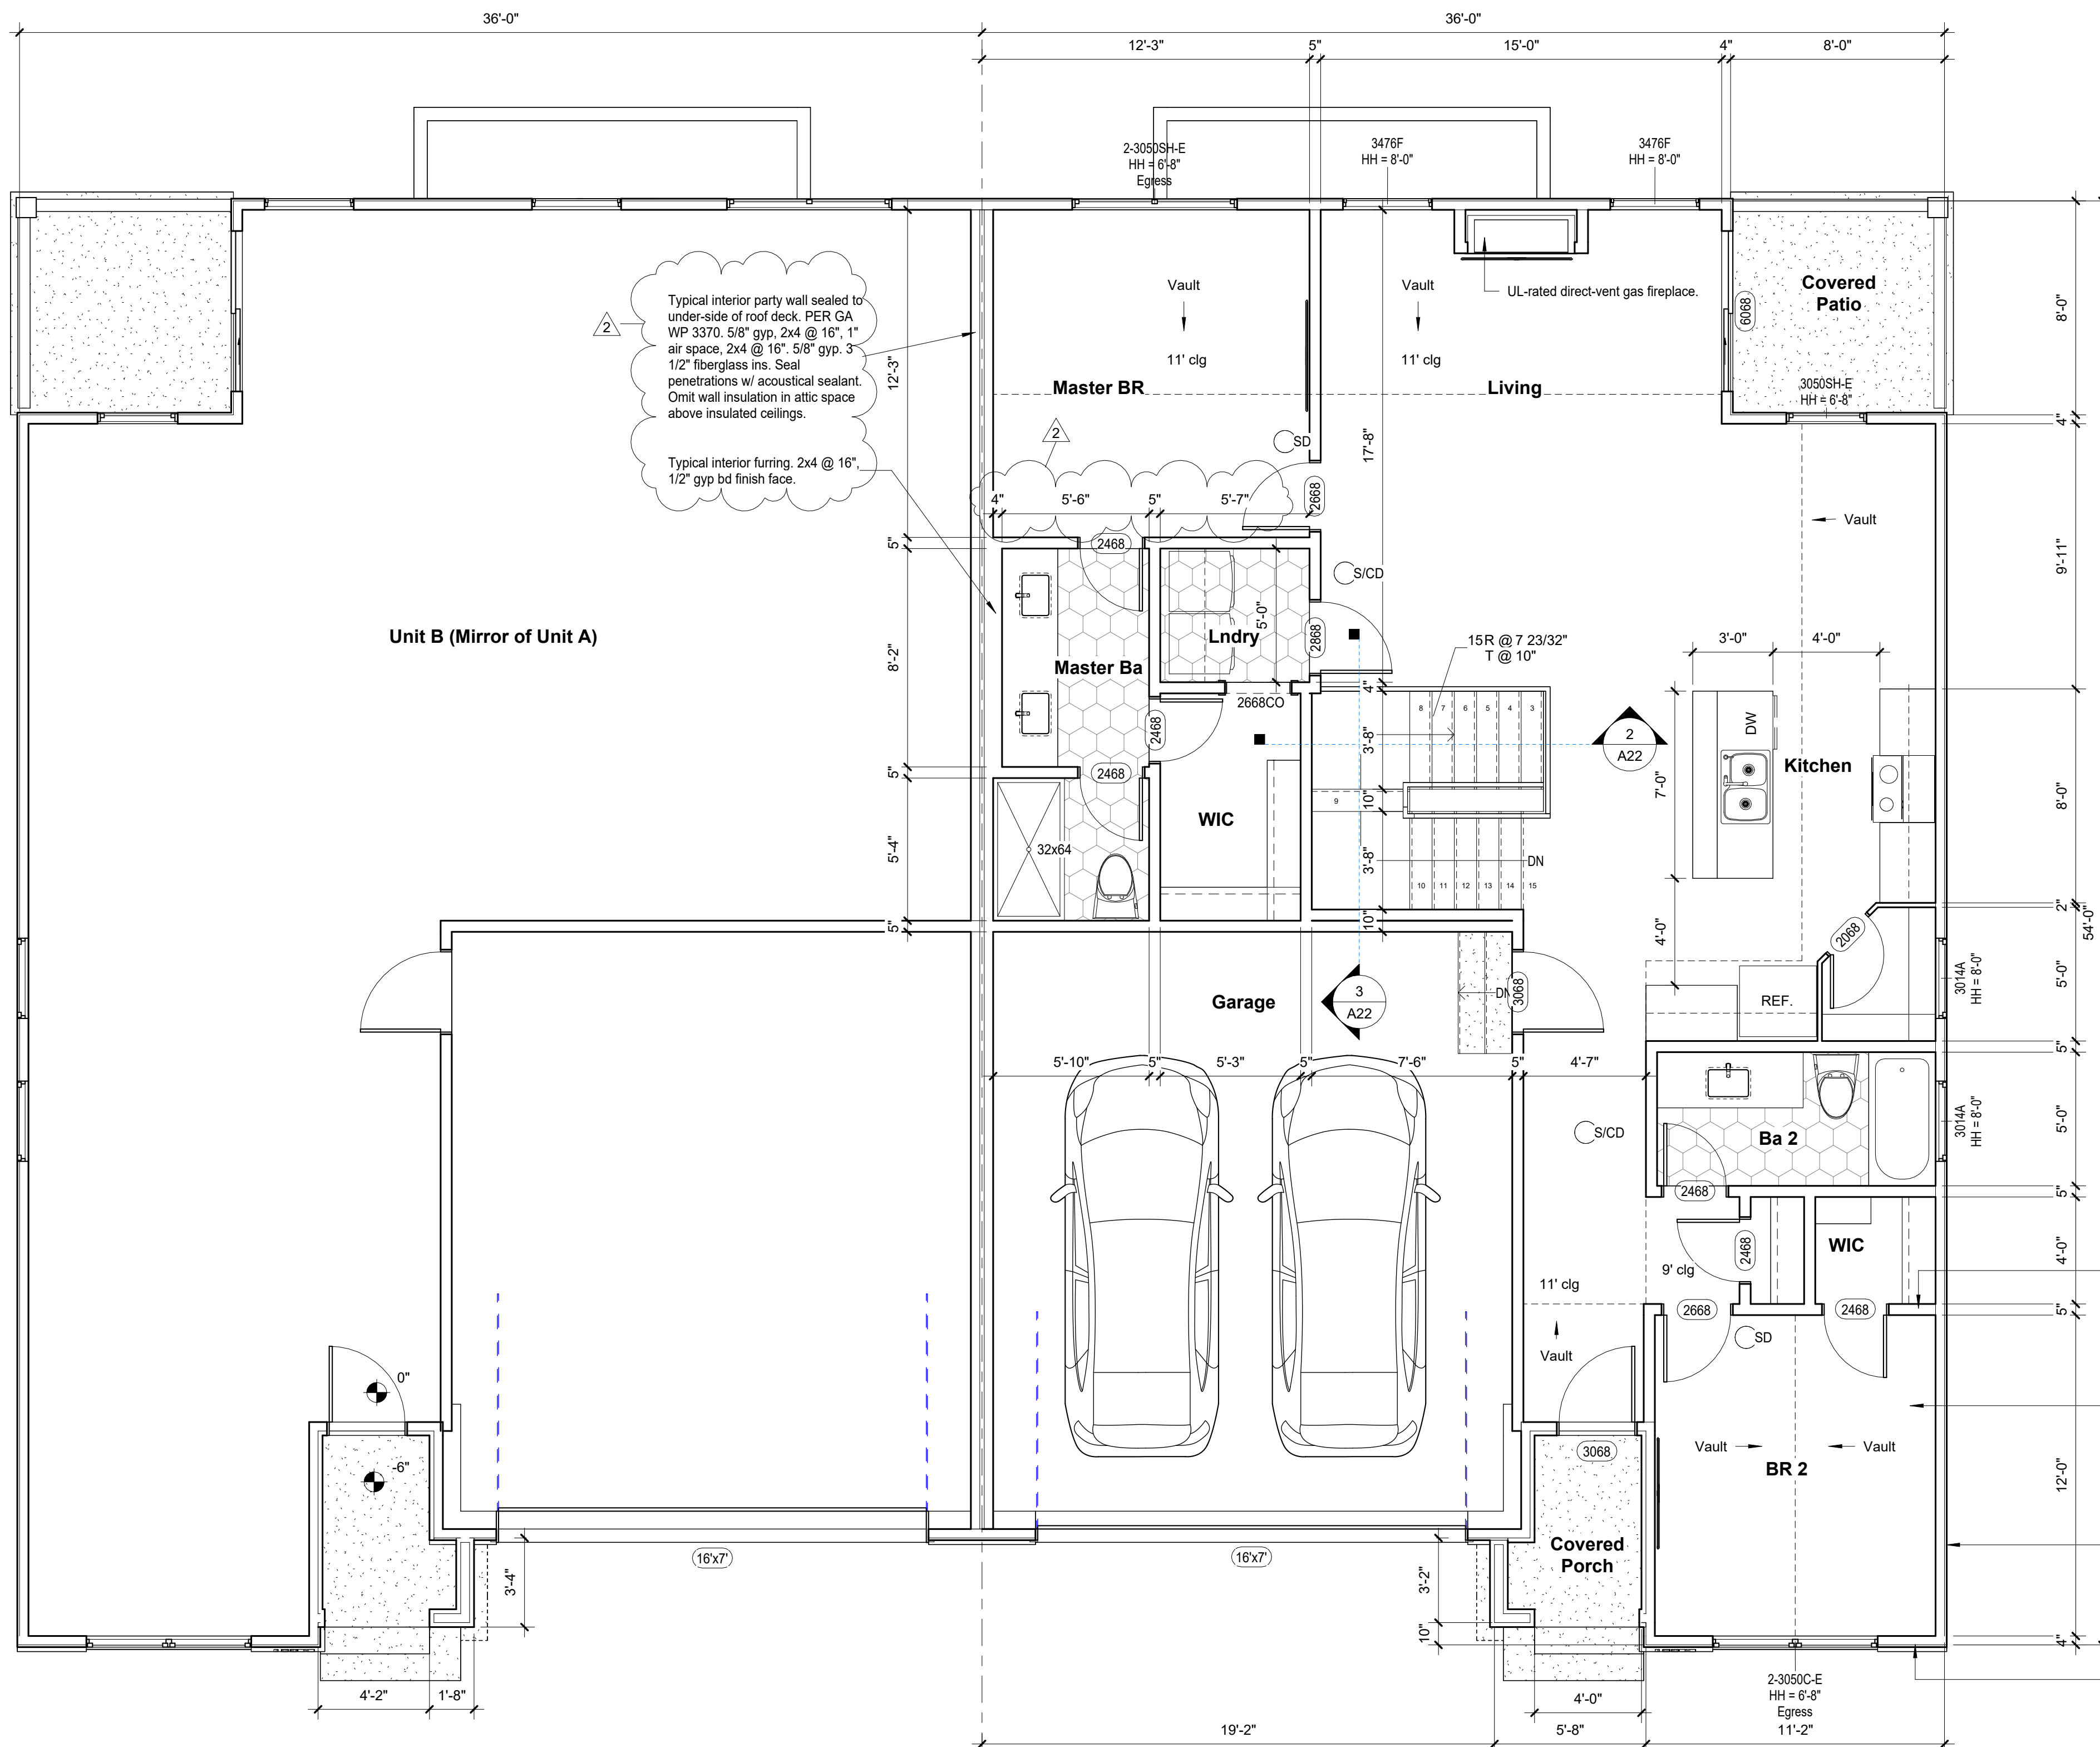 36'-0"
36'-0"
12'-3"
5"
15'-0"
4"
8'-0"
2-3050SH-E
HH = 6'-8"
Egress
3476F
HH = 8'-0"
3476F
HH = 8'-0"
Typical interior party wall sealed to
under-side of roof deck. PER GA
WP 3370. 5/8" gyp, 2x4 @ 16", 1"
air space, 2x4 @ 16". 5/8" gyp. 3
1/2" fiberglass ins. Seal
penetrations w/ acoustical sealant.
Omit wall insulation in attic space
above insulated ceilings.
2
Typical interior furring. 2x4 @ 16",
1/2" gyp bd finish face.
12'-3"
Vault
11' clg
Master BR
Vault
11' clg
Living
UL-rated direct-vent gas fireplace.
6068
Covered
Patio
3050SH-E
HH = 6'-8"
8'-0"
4"
2
SD
17'-8"
2668
4"
5'-6"
5"
5'-7"
Vault
9'-11"
5"
2468
S/CD
Unit B (Mirror of Unit A)
8'-2"
Master Ba
Lndry
5'-0"
2868
15R @ 7 23/32"
T @ 10"
3'-0"
4'-0"
4"
2668CO
2468
8
7
6
5
4
3
3'-8"
2
A22
DW
Kitchen
7'-0"
8'-0"
5"
2468
WIC
9
10"
5'-4"
32x64
3'-8"
DN
10
11
12
13
14
15
5"
10"
4'-0"
2068
2"
54'-0"
Garage
3
A22
DN
3068
REF.
3014A
HH = 8'-0"
5'-0"
5'-10"
5"
5'-3"
5"
7'-6"
5"
4'-7"
5"
S/CD
Ba 2
3014A
HH = 8'-0"
5'-0"
2468
5"
2468
WIC
4'-0"
9' clg
11' clg
2668
2468
5"
SD
Vault
0"
-6"
3068
Vault
Vault
BR 2
12'-0"
Covered
Porch
16'x7'
16'x7'
3'-4"
3'-2"
10"
4"
4'-2"
1'-8"
4'-0"
2-3050C-E
HH = 6'-8"
Egress
19'-2"
5'-8"
11'-2"